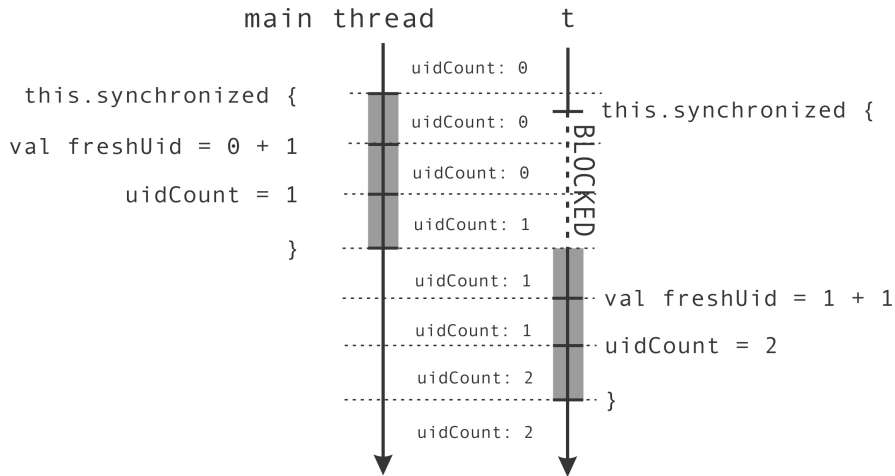 main thread
t
uidCount: 0
this.synchronized {
this.synchronized {
uidCount: 0
BLOCKED
val freshUid = 0 + 1
uidCount: 0
uidCount = 1
uidCount: 1
}
uidCount: 1
val freshUid = 1 + 1
uidCount: 1
uidCount = 2
uidCount: 2
}
uidCount: 2